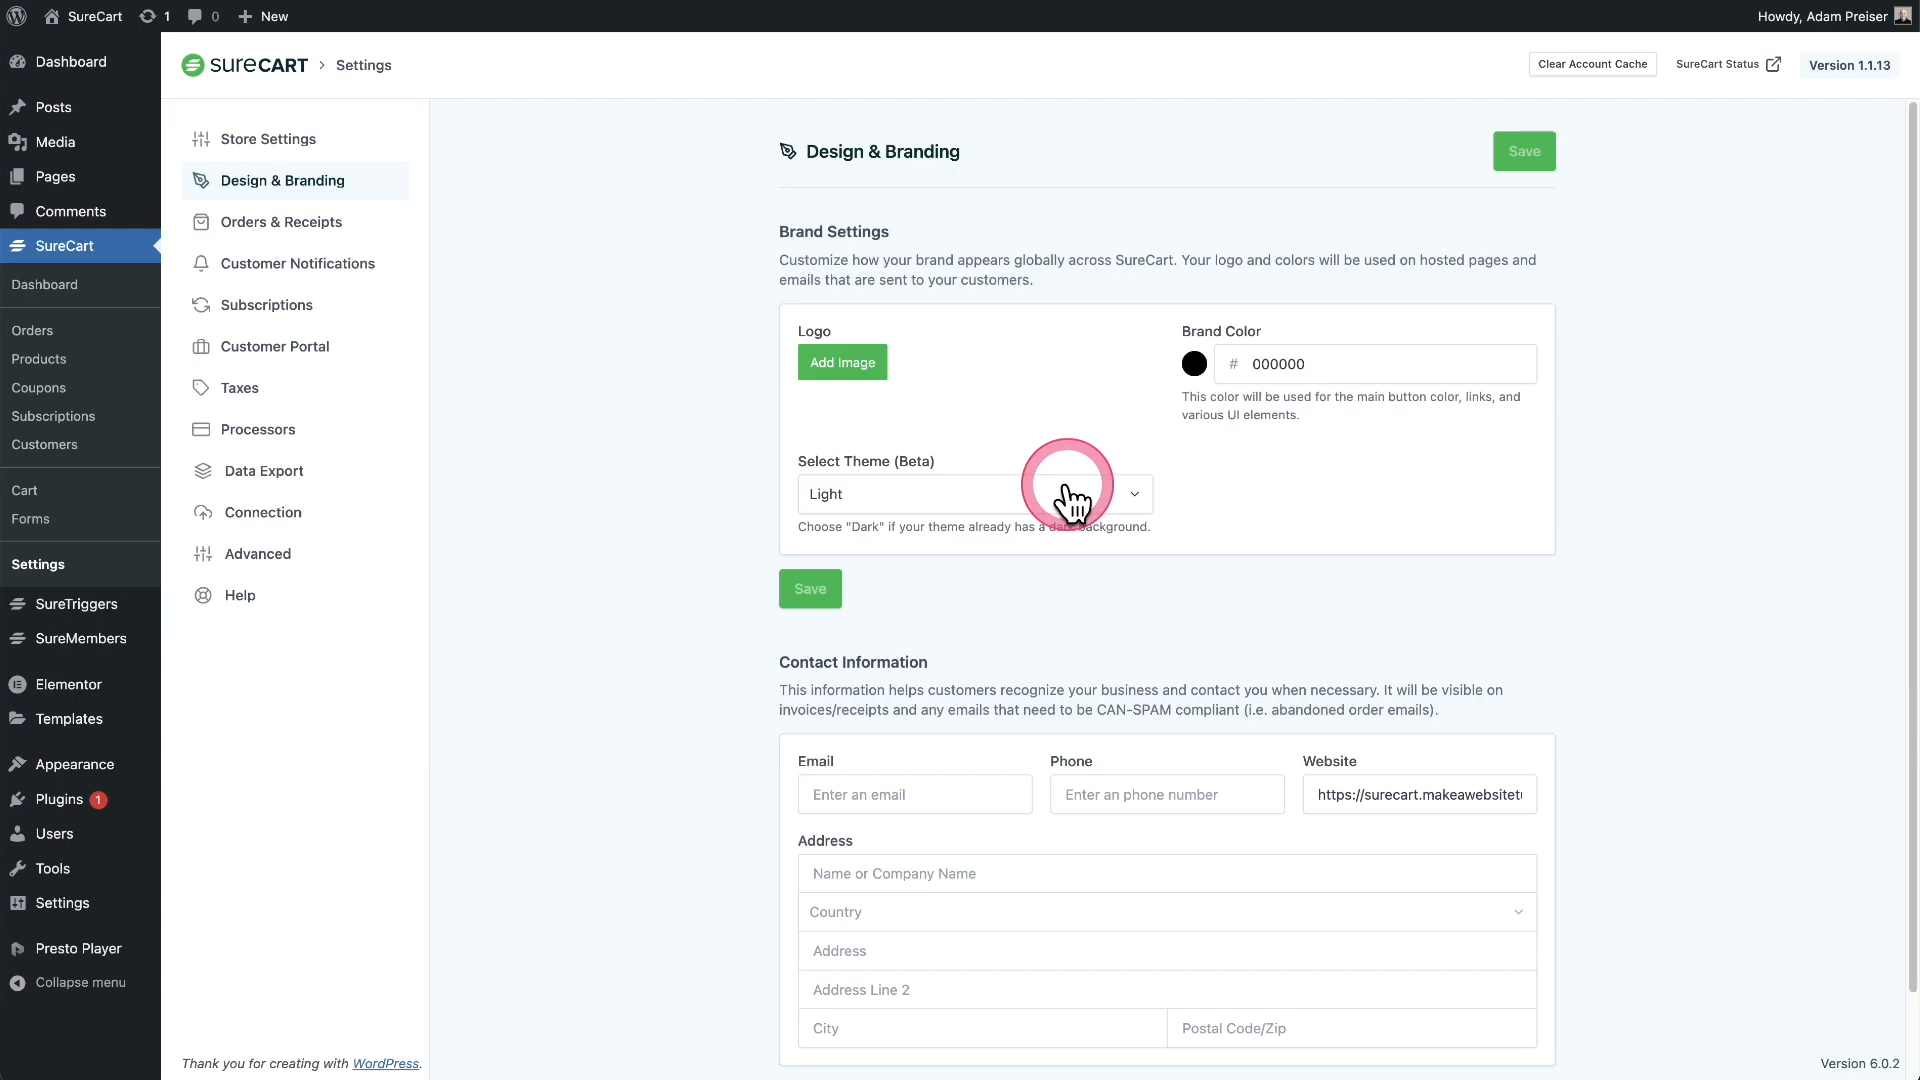 SureCart
1
0
New
Howdy, Adam Preiser
Dashboard
Posts
Media
Pages
Comments
SureCart
Dashboard
Orders
Products
Coupons
Subscriptions
Customers
Cart
Forms
Settings
SureTriggers
SureMembers
Elementor
Templates
Appearance
Plugins 1
Users
Tools
Settings
Presto Player
Collapse menu
SURECART > Settings
Clear Account Cache
SureCart Status
Version 1.1.13
Store Settings
Design & Branding
Orders & Receipts
Customer Notifications
Subscriptions
Customer Portal
Taxes
Processors
Data Export
Connection
Advanced
Help
Design & Branding
Save
Brand Settings
Customize how your brand appears globally across SureCart. Your logo and colors will be used on hosted pages and
emails that are sent to your customers.
Logo
Add Image
Brand Color
# 000000
This color will be used for the main button color, links, and
various UI elements.
Select Theme (Beta)
Light
Choose "Dark" if your theme already has a dark background.
Save
Contact Information
This information helps customers recognize your business and contact you when necessary. It will be visible on
invoices/receipts and any emails that need to be CAN-SPAM compliant (i.e. abandoned order emails).
Email
Enter an email
Phone
Enter an phone number
Website
https://surecart.makeawebsitet
Address
Name or Company Name
Country
Address
Address Line 2
City
Postal Code/Zip
Thank you for creating with WordPress.
Version 6.0.2